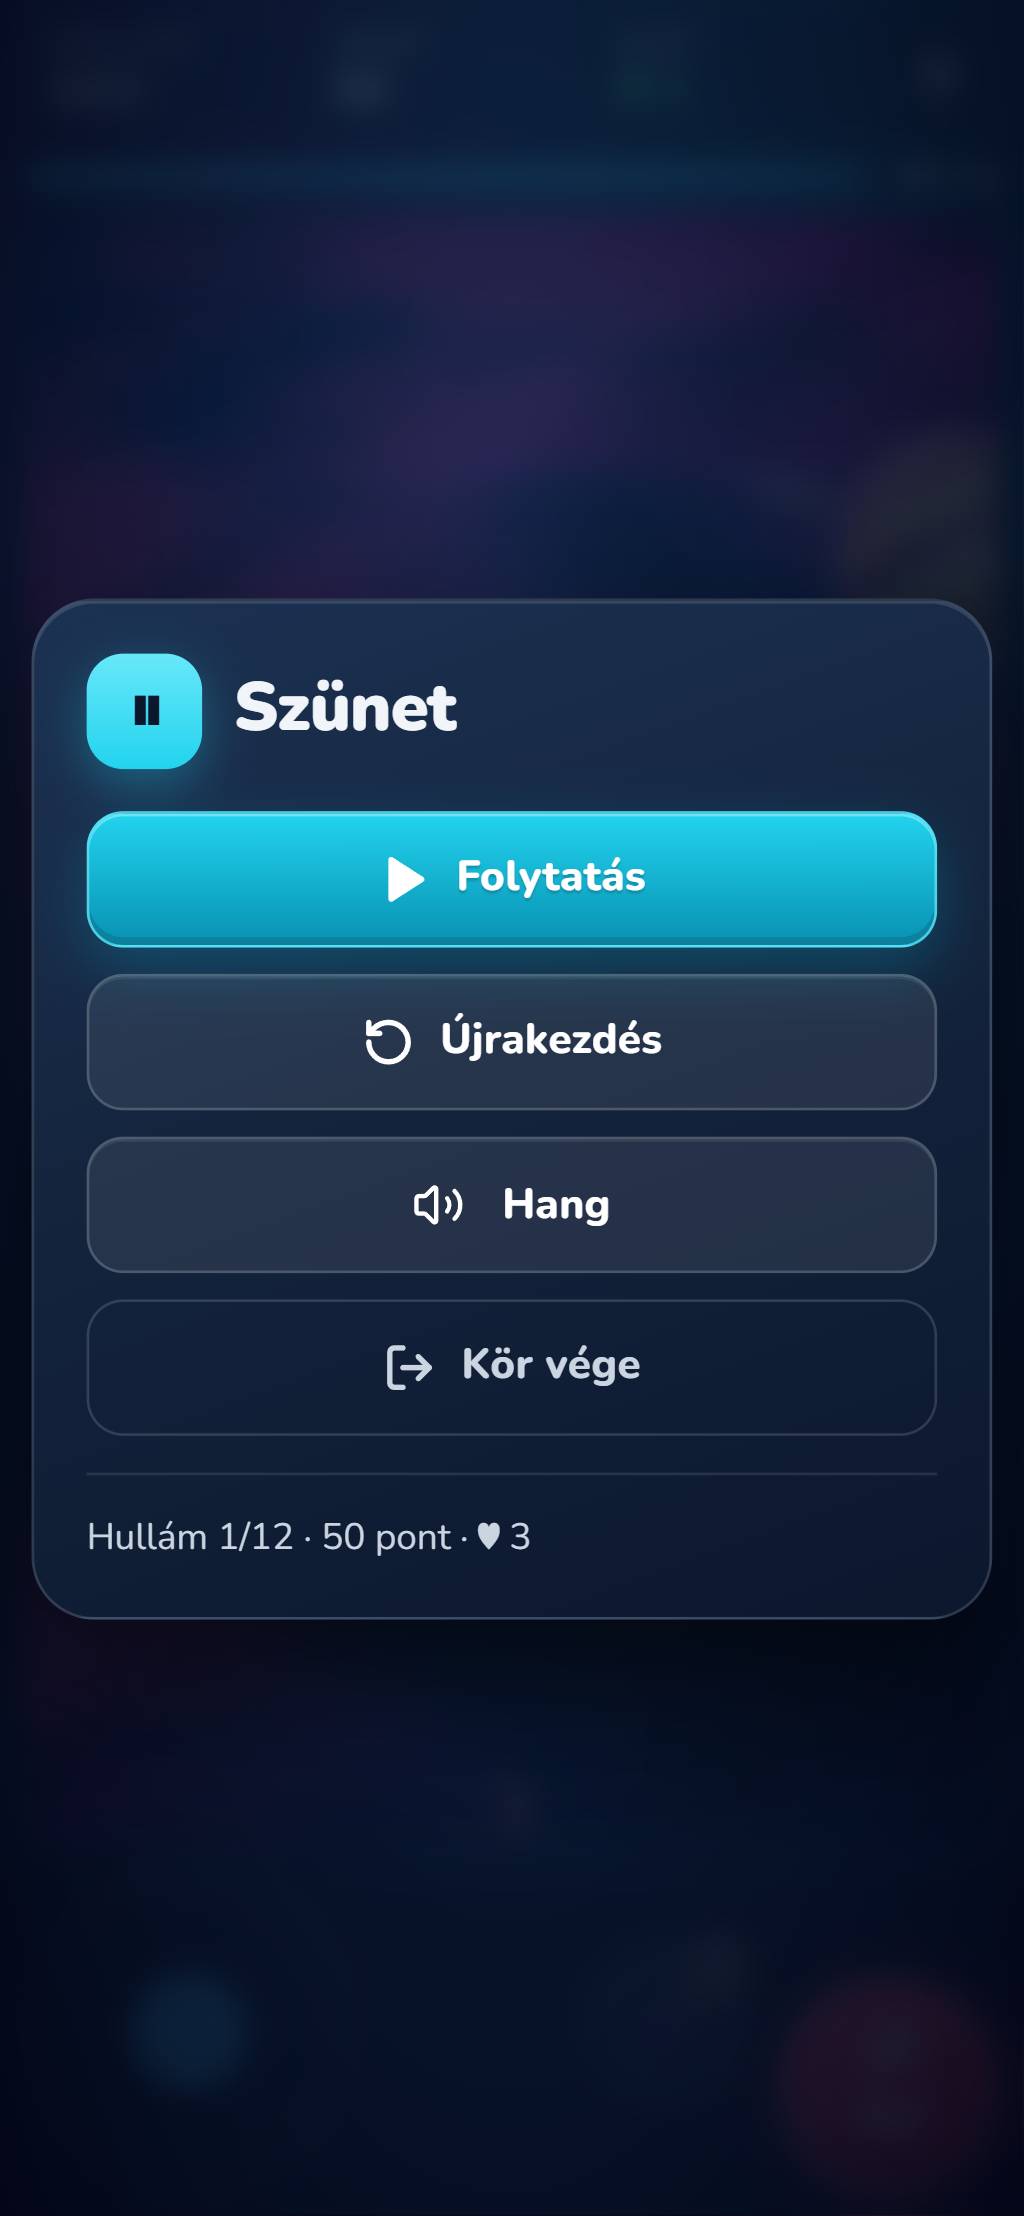 Szünet
Folytatás
Újrakezdés
Hang
Kör vége
Hullám 1/12 · 50 pont · ♥ 3